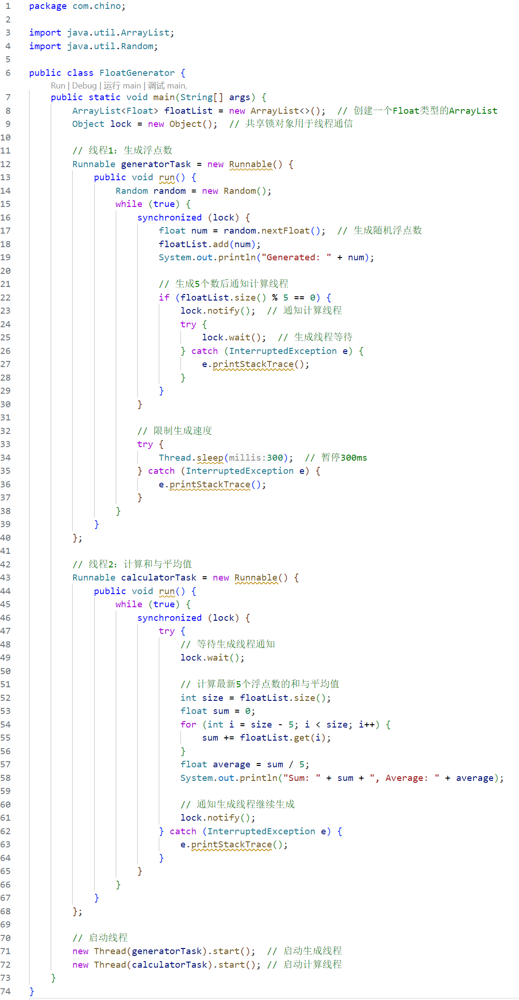 1 package com.chino;
2
3 import java.util.ArrayList;
4 import java.util.Random;
5
6 public class FloatGenerator {
Run | Debug | 运行 main | 调试 main,
7     public static void main(String[] args) {
8         ArrayList<Float> floatList = new ArrayList<>();  // 创建一个Float类型的ArrayList
9         Object lock = new Object();  // 共享锁对象用于线程通信
10
11         // 线程1：生成浮点数
12         Runnable generatorTask = new Runnable() {
13             public void run() {
14                 Random random = new Random();
15                 while (true) {
16                     synchronized (lock) {
17                         float num = random.nextFloat();  // 生成随机浮点数
18                         floatList.add(num);
19                         System.out.println("Generated: " + num);
20
21                         // 生成5个数后通知计算线程
22                         if (floatList.size() % 5 == 0) {
23                             lock.notify();  // 通知计算线程
24                             try {
25                                 lock.wait();  // 生成线程等待
26                             } catch (InterruptedException e) {
27                                 e.printStackTrace();
28                             }
29                         }
30                     }
31
32                     // 限制生成速度
33                     try {
34                         Thread.sleep(millis:300);  // 暂停300ms
35                     } catch (InterruptedException e) {
36                         e.printStackTrace();
37                     }
38                 }
39             }
40         };
41
42         // 线程2：计算和与平均值
43         Runnable calculatorTask = new Runnable() {
44             public void run() {
45                 while (true) {
46                     synchronized (lock) {
47                         try {
48                             // 等待生成线程通知
49                             lock.wait();
50
51                             // 计算最新5个浮点数的和与平均值
52                             int size = floatList.size();
53                             float sum = 0;
54                             for (int i = size - 5; i < size; i++) {
55                                 sum += floatList.get(i);
56                             }
57                             float average = sum / 5;
58                             System.out.println("Sum: " + sum + ", Average: " + average);
59
60                             // 通知生成线程继续生成
61                             lock.notify();
62                         } catch (InterruptedException e) {
63                             e.printStackTrace();
64                         }
65                     }
66                 }
67             }
68         };
69
70         // 启动线程
71         new Thread(generatorTask).start();  // 启动生成线程
72         new Thread(calculatorTask).start(); // 启动计算线程
73     }
74 }